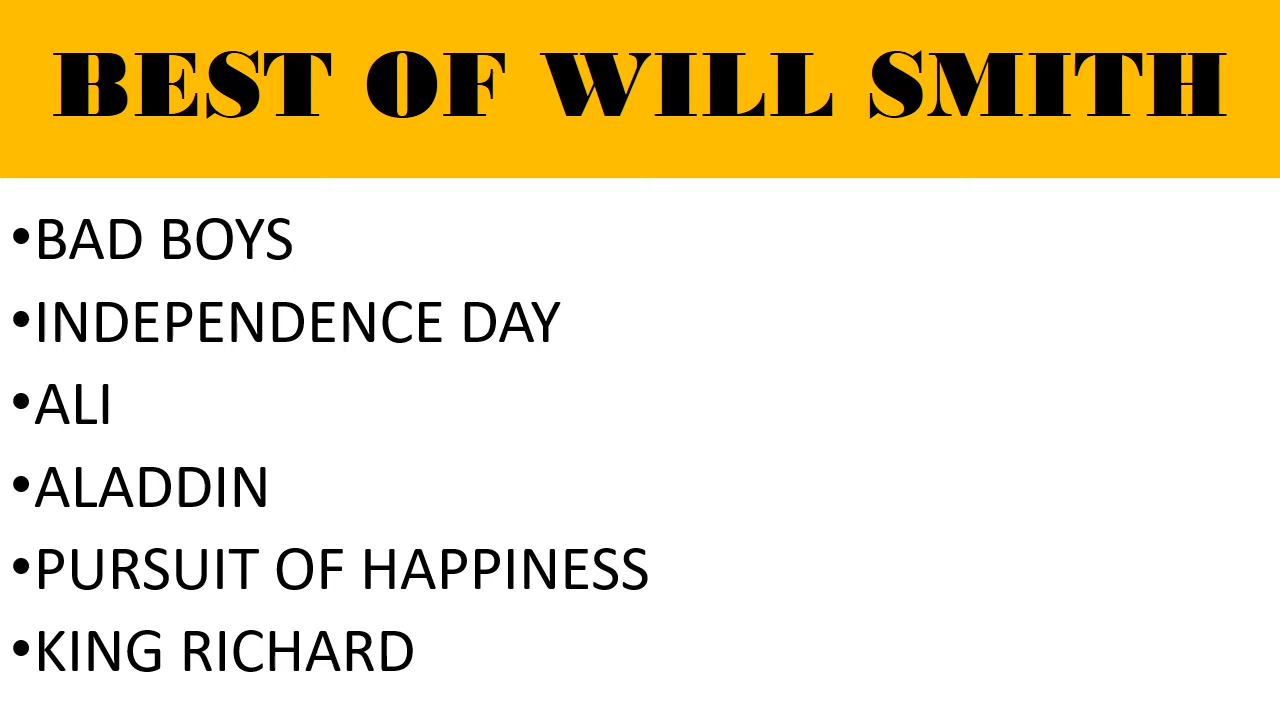 BEST OF WILL SMITH
•BAD BOYS
•INDEPENDENCE DAY
•ALI
•ALADDIN
•PURSUIT OF HAPPINESS
•KING RICHARD